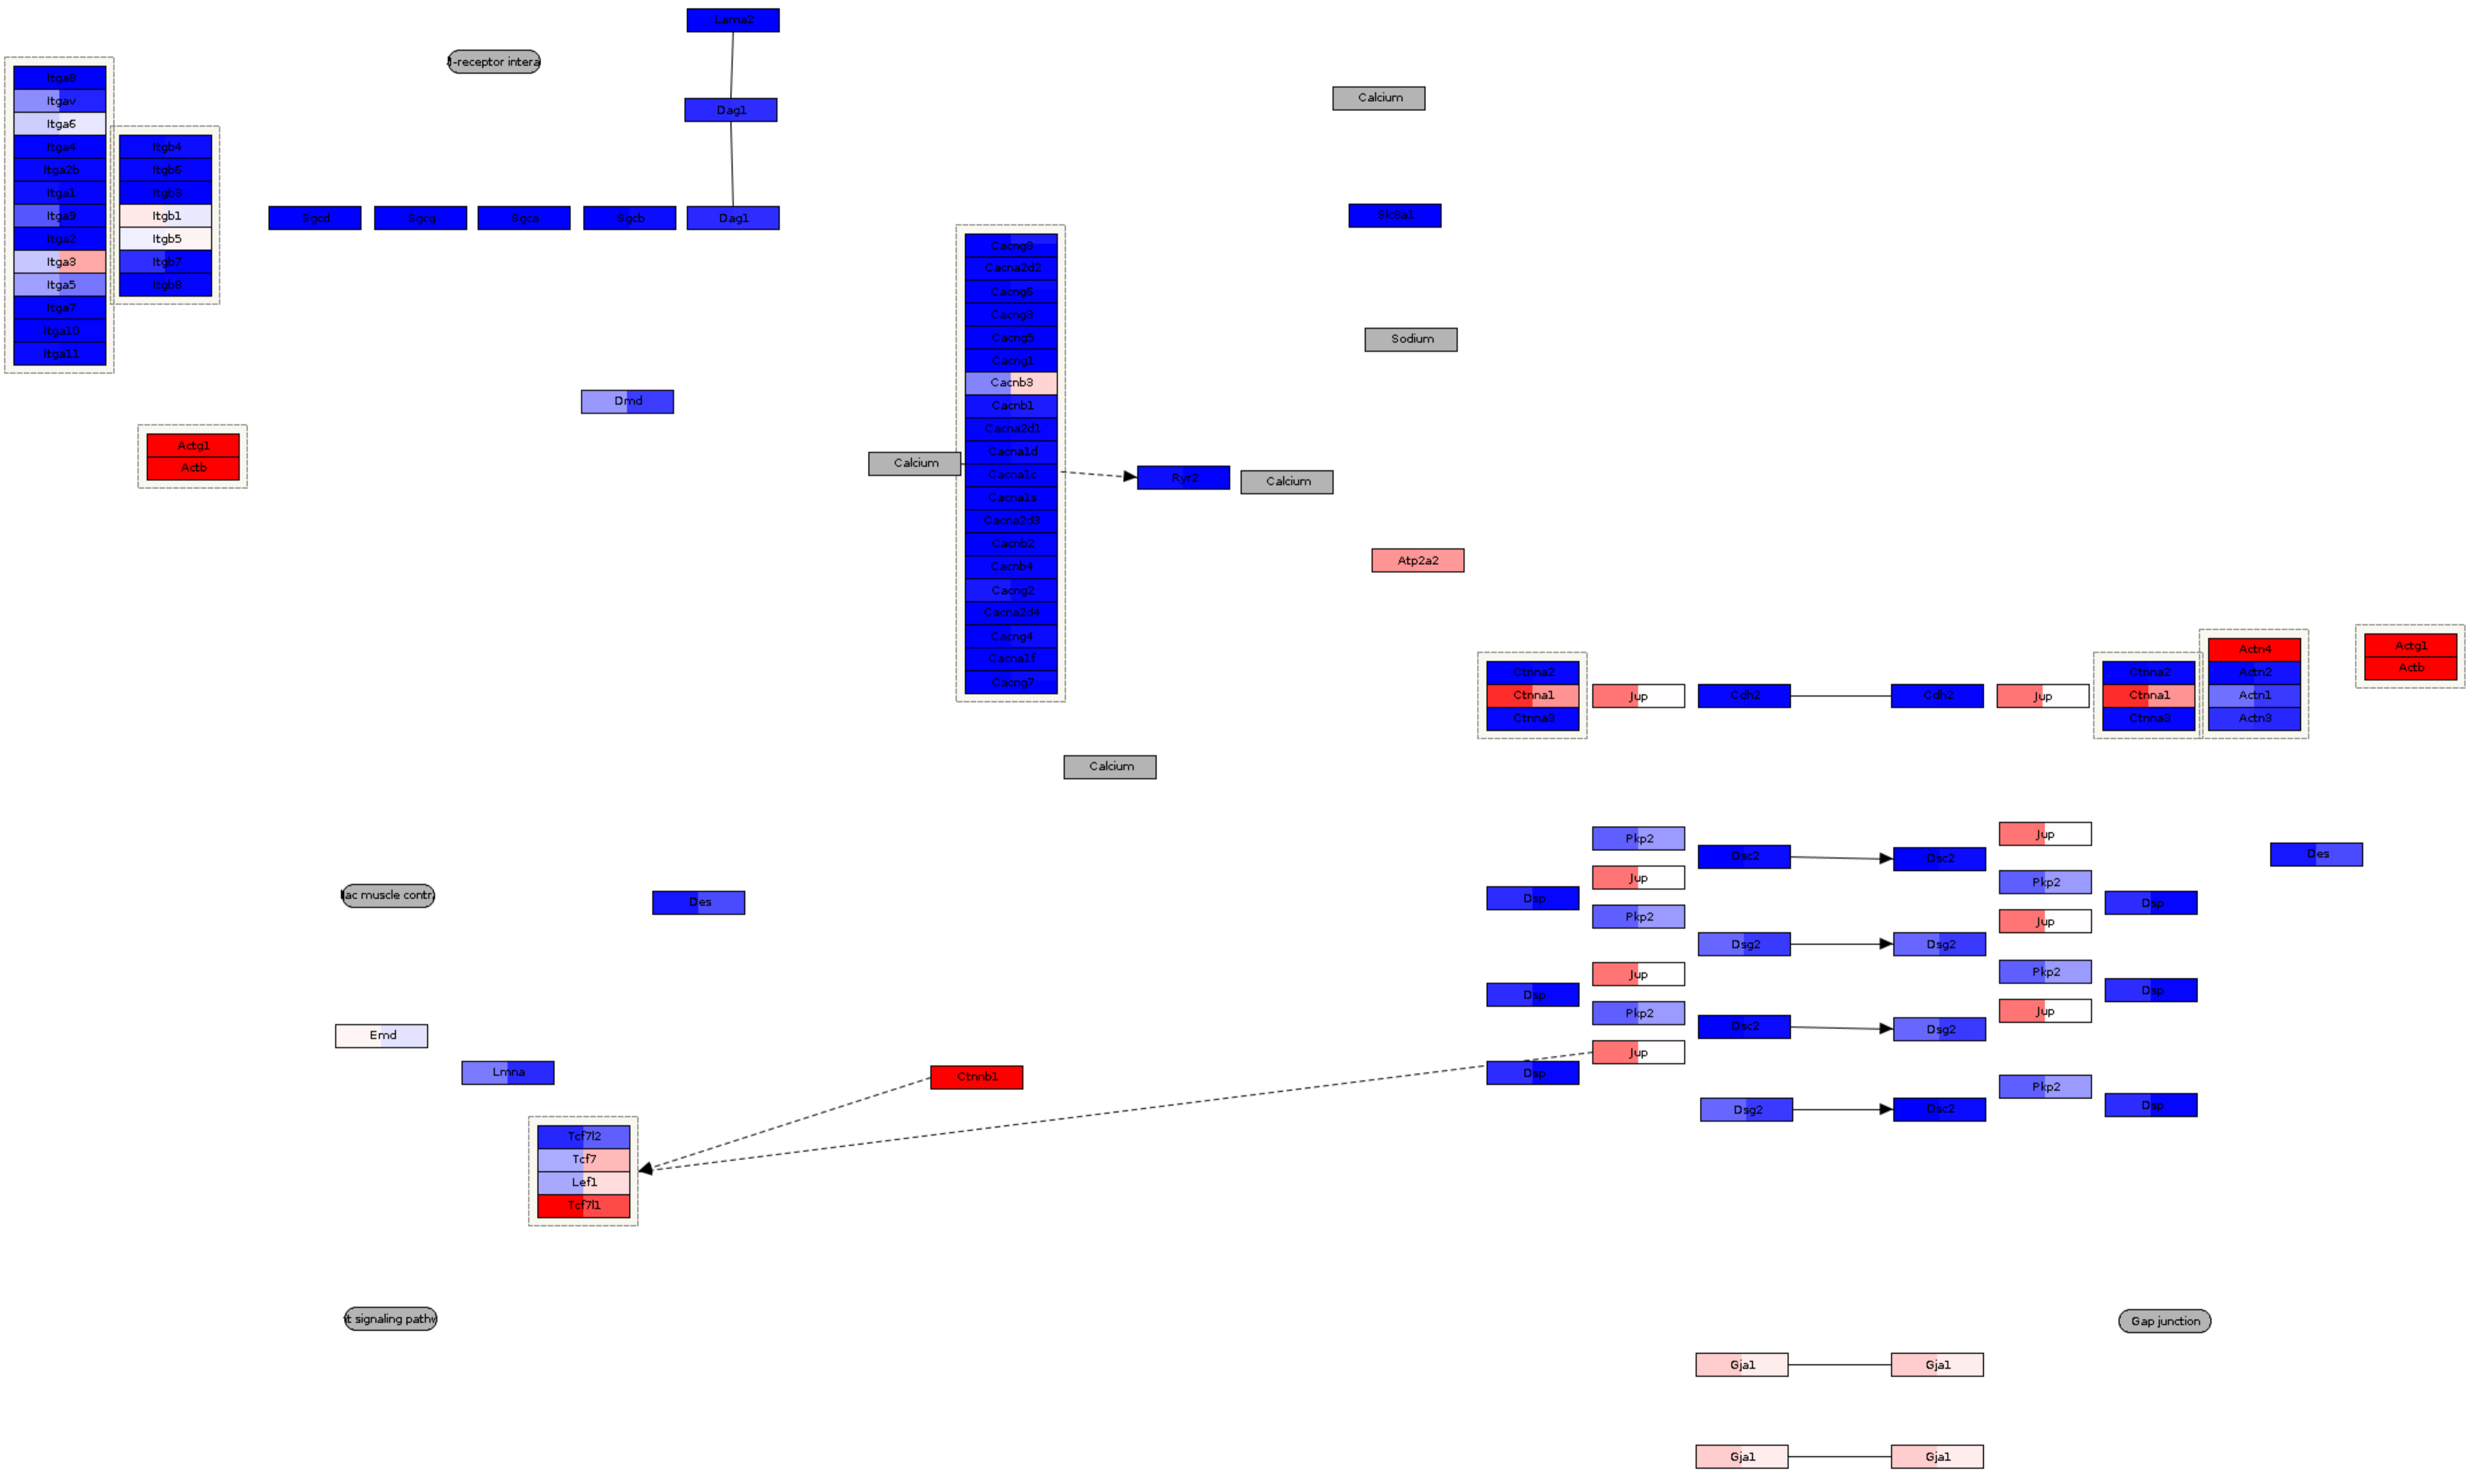 Lama2
-receptor intera
Itga8
Itgav
Itga6
Itga4
Itga2b
Itga1
Itga9
Itga2
Itga3
Itga5
Itga7
Itga10
Itga11
Itgb4
Itgb6
Itgb3
Itgb1
Itgb5
Itgb7
Itgb8
Dag1
Calcium
Sgcd
Sgcg
Sgca
Sgcb
Dag1
Slc8a1
Cacng8
Cacna2d2
Cacng6
Cacng3
Cacng5
Cacng1
Cacnb3
Cacnb1
Cacna2d1
Cacna1d
Cacna1c
Cacna1s
Cacna2d3
Cacnb2
Cacnb4
Cacng2
Cacna2d4
Cacng4
Cacna1f
Cacng7
Sodium
Dmd
Actg1
Actb
Calcium
Ryr2
Calcium
Atp2a2
Ctnna2
Ctnna1
Ctnna3
Jup
Cdh2
Cdh2
Jup
Ctnna2
Ctnna1
Ctnna3
Actn4
Actn2
Actn1
Actn3
Actg1
Actb
Calcium
Pkp2
Jup
Dsc2
Dsc2
Des
Jup
Pkp2
ac muscle contr
Des
Dsp
Pkp2
Dsp
Jup
Dsg2
Dsg2
Jup
Pkp2
Dsp
Dsp
Pkp2
Jup
Emd
Dsc2
Dsg2
Jup
Lmna
Ctnnb1
Dsp
Pkp2
Dsg2
Dsc2
Dsp
Tcf7l2
Tcf7
Lef1
Tcf7l1
t signaling pathw
Gap junction
Gja1
Gja1
Gja1
Gja1